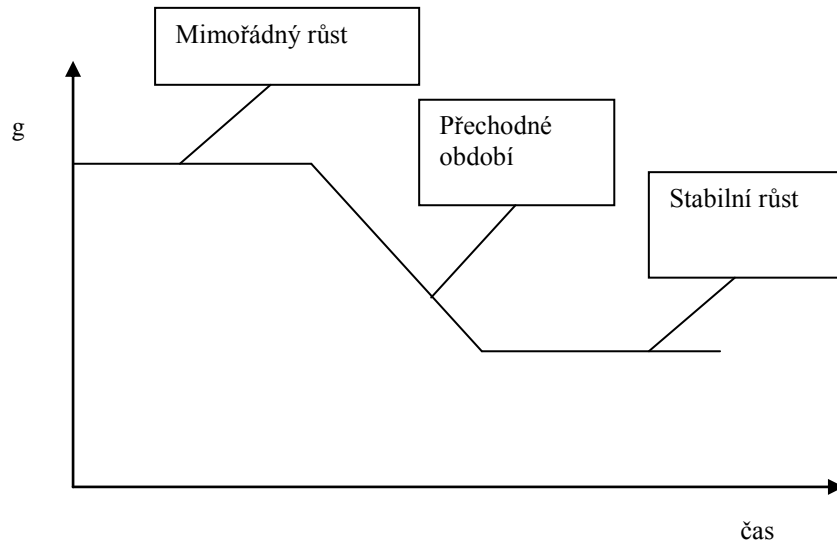 Mimořádný růst
g
Přechodné
období
Stabilní růst
čas